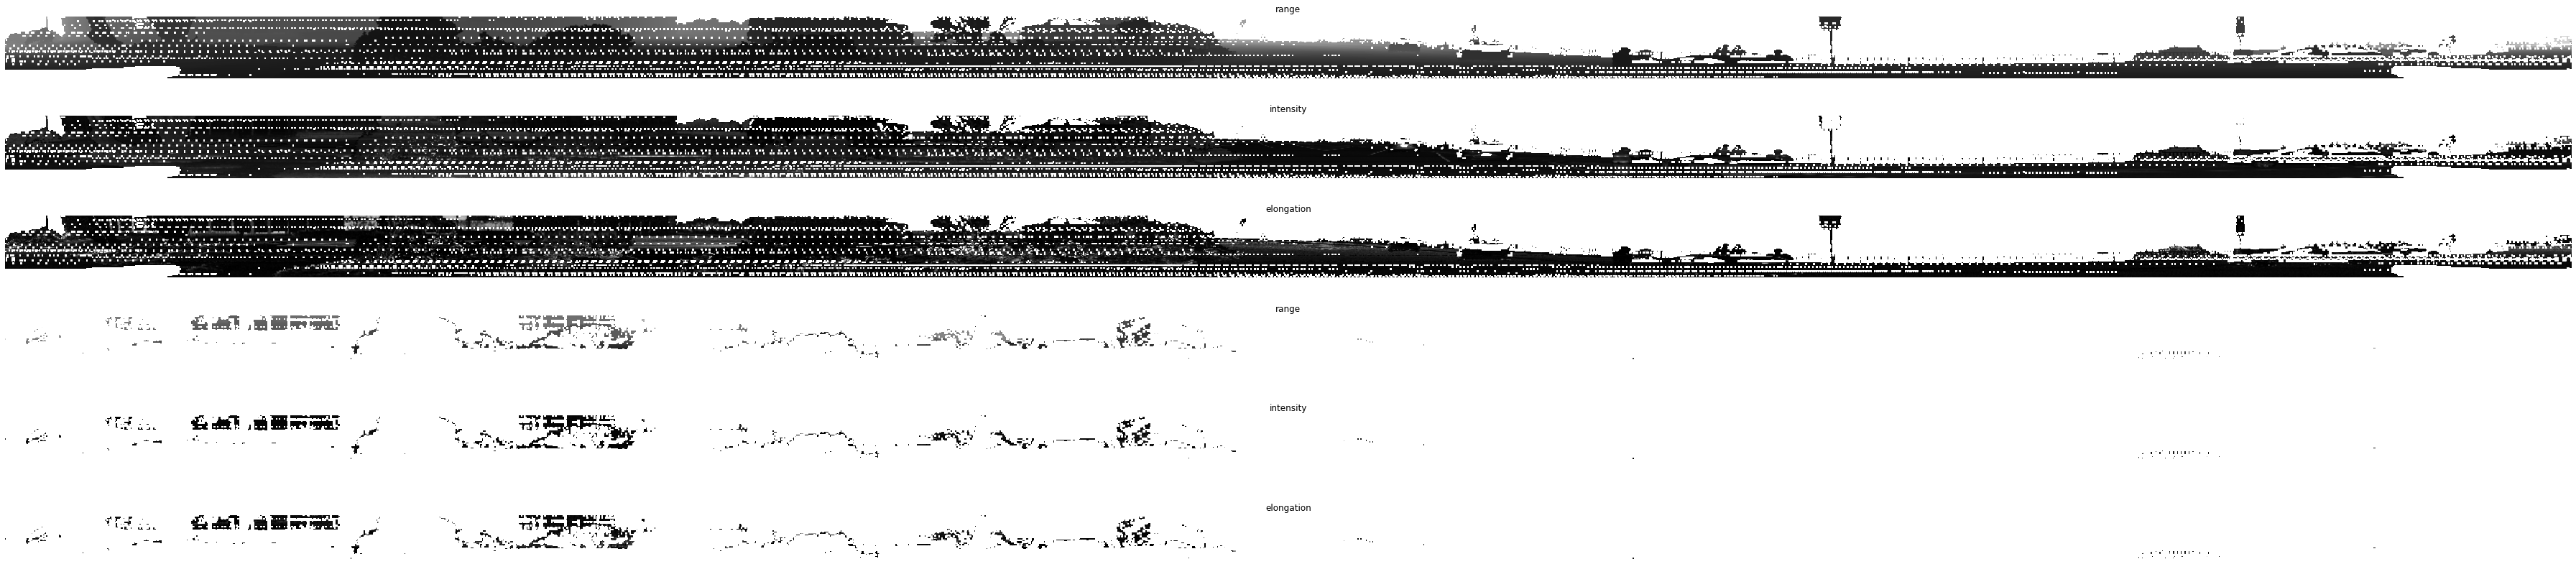 range
intensity
elongation
range
intensity
elongation